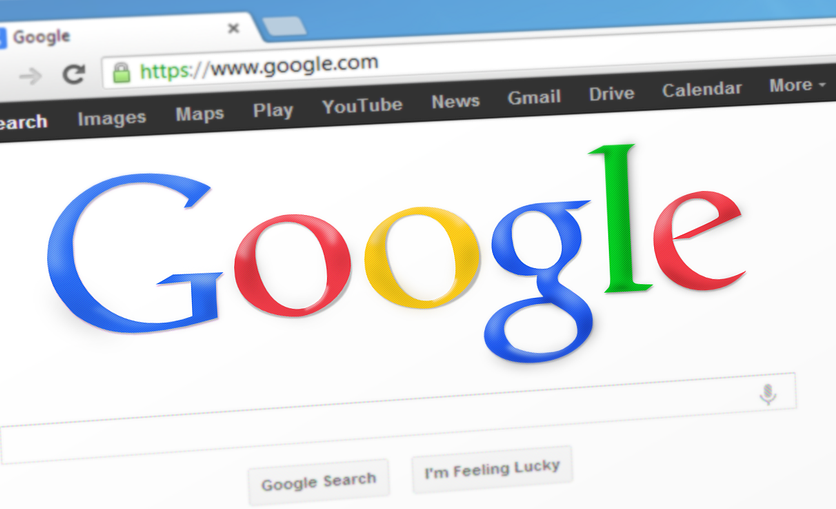 Google
https://www.google.com
earch Images Maps Play YouTube News Gmail Drive Calendar More
Google
Google Search I'm Feeling Lucky